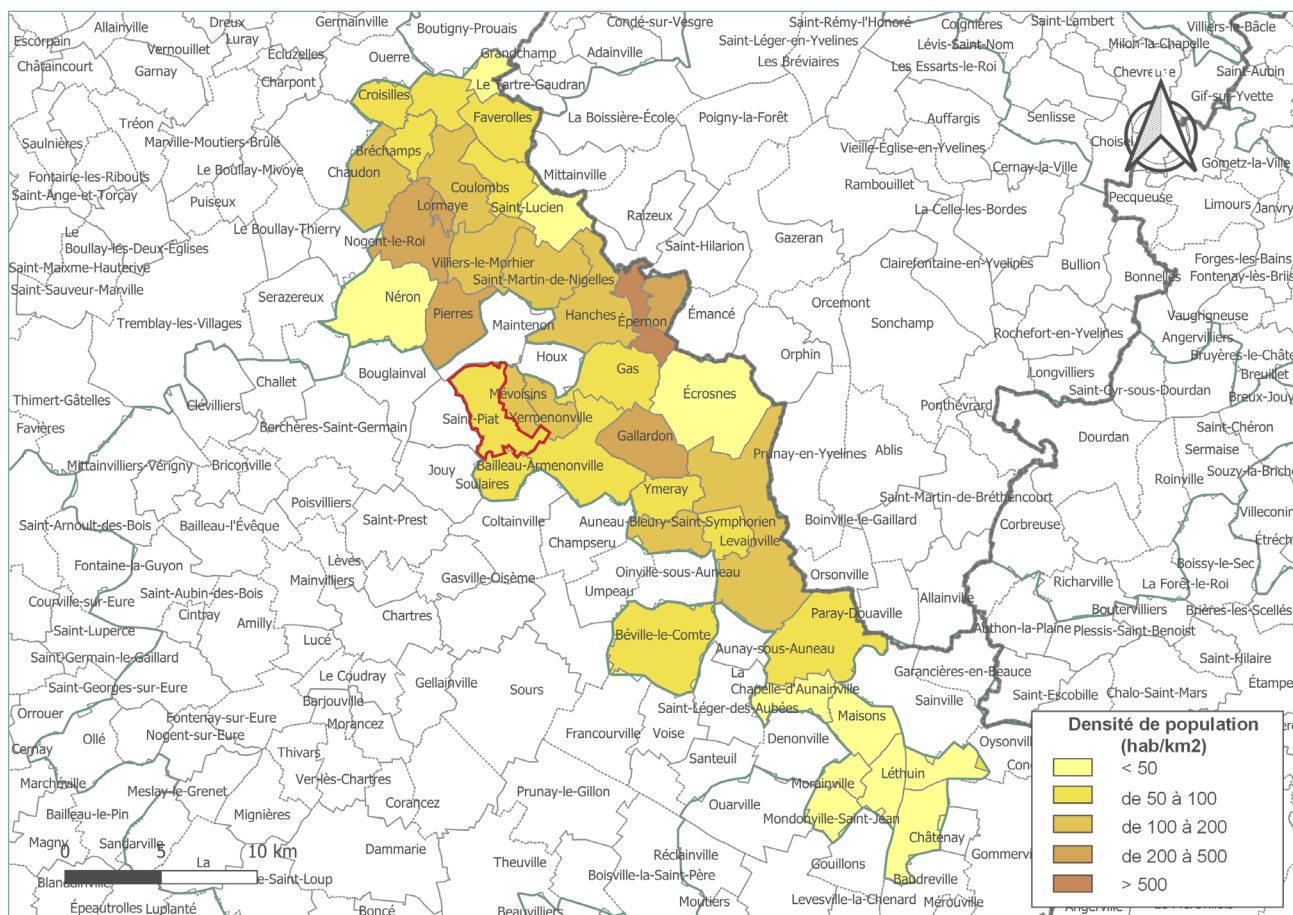 Allainville
Dreux
Germainville
Boutigny-Prouais
Condé-sur-Vesgre
Saint-Rémy-l'Honoré
Coignières
Saint-Lambert
Villiers-le-Bâcle
Escorpain
Vernouillet
Luray
Écluzelles
Ouerre
Grandchamp
Adainville
Saint-Léger-en-Yvelines
Lévis-Saint-Nom
Milon-la-Chapelle
Châtaincourt
Garnay
Charpont
Le Tartre-Gaudran
Les Bréviaires
Les Essarts-le-Roi
Chevreuse
Saint-Aubin
Croisilles
Gif-sur-Yvette
Tréon
Faverolles
La Boissière-École
Poigny-la-Forêt
Auffargis
Senlisse
Saulnières
Marville-Moutiers-Brûlé
Bréchamps
Vieille-Église-en-Yvelines
Choisel
Fontaine-les-Ribouts
Le Boullay-Mivoye
Chaudon
Mittainville
Cernay-la-Ville
Gometz-la-Ville
Saint-Ange-et-Torçay
Puiseux
Coulombs
Rambouillet
Pecqueuse
Lormaye
Saint-Lucien
Raizeux
La Celle-les-Bordes
Limours
Janvry
Le
Boullay-les-Deux-Églises
Le Boullay-Thierry
Nogent-le-Roi
Saint-Hilarion
Gazeran
Saint-Maixme-Hauterive
Villiers-le-Morhier
Clairefontaine-en-Yvelines
Bullion
Forges-les-Bains
Saint-Sauveur-Marville
Saint-Martin-de-Nigelles
Bonnelles
Fontenay-lès-Briis
Serazereux
Néron
Orcemont
Tremblay-les-Villages
Pierres
Maintenon
Hanches
Épernon
Émancé
Sonchamp
Rochefort-en-Yvelines
Vaugrigneuse
Angervilliers
Houx
Orphin
Bruyères-le-Châte
Challet
Bouglainval
Gas
Longvilliers
Breuillet
Thimert-Gâtelles
Clévilliers
Mévoisins
Écrosnes
Saint-Cyr-sous-Dourdan
Breux-Jouy
Favières
Berchères-Saint-Germain
Saint-Piat
Yermenonville
Ponthévrard
Saint-Chéron
Gallardon
Dourdan
Mittainvilliers-Vérigny
Briconville
Jouy
Bailleau-Armenonville
Prunay-en-Yvelines
Ablis
Sermaise
Soulaires
Roinville
Souzy-la-Briche
Poisvilliers
Ymeray
Saint-Martin-de-Bréthencourt
Saint-Arnoult-des-Bois
Bailleau-l'Évêque
Saint-Prest
Coltainville
Auneau-Bleury-Saint-Symphorien
Boinville-le-Gaillard
Corbreuse
Villeconin
Lèves
Champseru
Levainville
Étréchy
Fontaine-la-Guyon
Mainvilliers
Gasville-Oisème
Oinville-sous-Auneau
Orsonville
Boissy-le-Sec
Richarville
La Forêt-le-Roi
Courville-sur-Eure
Saint-Aubin-des-Bois
Umpeau
Allainville
Cintray
Amilly
Chartres
Paray-Douaville
Boutervilliers
Brières-les-Scellés
Saint-Luperce
Lucé
Béville-le-Comte
Authon-la-Plaine
Plessis-Saint-Benoist
Saint-Germain-le-Gaillard
Le Coudray
Gellainville
Sours
Aunay-sous-Auneau
Saint-Hilaire
La
Chapelle-d'Aunainville
Garancières-en-Beauce
Étampes
Saint-Georges-sur-Eure
Barjouville
Sainville
Saint-Escobille
Chalo-Saint-Mars
Orrouer
Fontenay-sur-Eure
Morancez
Saint-Léger-des-Aubées
Maisons
Ollé
Nogent-sur-Eure
Francourville
Voise
Denonville
Cernay
Thivars
Santeuil
Oysonville
Marchéville
Meslay-le-Grenet
Ver-lès-Chartres
Prunay-le-Gillon
Morainville
Léthuin
Corancez
Ouarville
Bailleau-le-Pin
Mignières
Mondonville-Saint-Jean
Châtenay
Magny
Sandarville
Dammarie
Réclainville
Gouillons
Gommerville
La
Theuville
Boisville-la-Saint-Père
Baudreville
Blandainville
Moutiers
Levesville-la-Chenard
Mérouville
Épeautrolles
Luplanté
Boncé
Beauvilliers
0 5 10 km
Densité de population
(hab/km2)
< 50
de 50 à 100
de 100 à 200
de 200 à 500
> 500